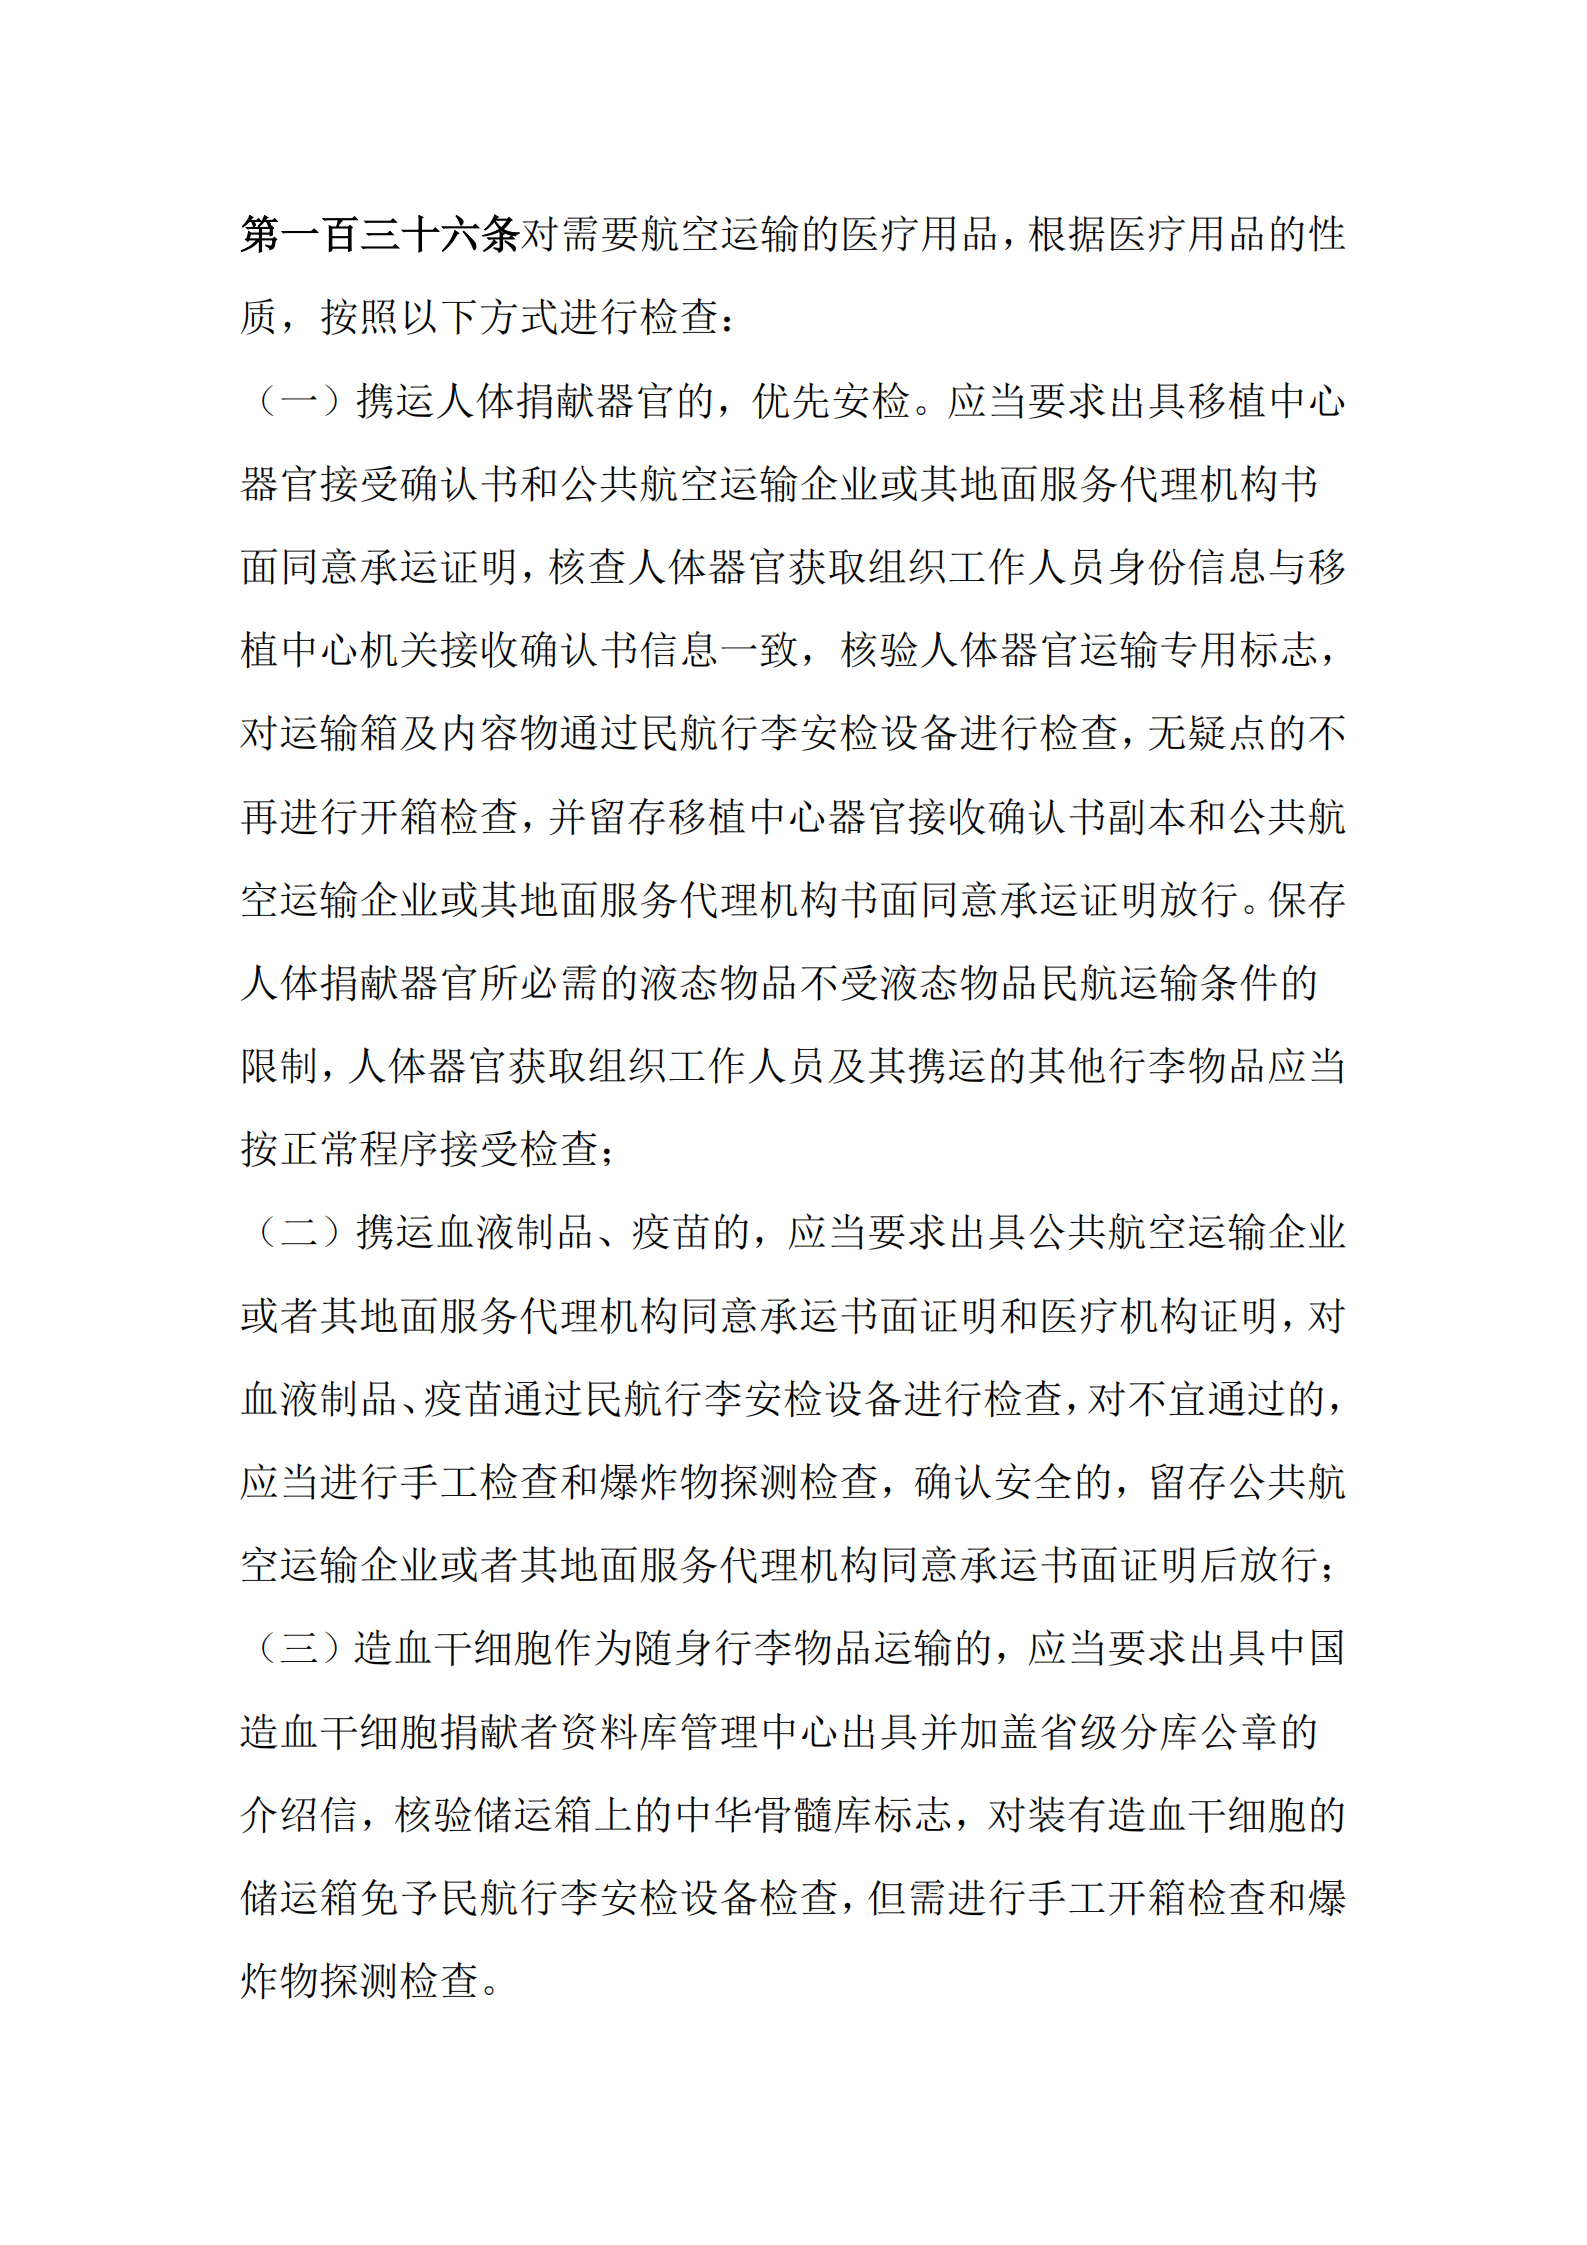 第一百三十六条对需要航空运输的医疗用品，根据医疗用品的性
质，按照以下方式进行检查：
（一）携运人体捐献器官的，优先安检。应当要求出具移植中心
器官接受确认书和公共航空运输企业或其地面服务代理机构书
面同意承运证明，核查人体器官获取组织工作人员身份信息与移
植中心机关接收确认书信息一致，核验人体器官运输专用标志，
对运输箱及内容物通过民航行李安检设备进行检查，无疑点的不
再进行开箱检查，并留存移植中心器官接收确认书副本和公共航
空运输企业或其地面服务代理机构书面同意承运证明放行。保存
人体捐献器官所必需的液态物品不受液态物品民航运输条件的
限制，人体器官获取组织工作人员及其携运的其他行李物品应当
按正常程序接受检查；
（二）携运血液制品、疫苗的，应当要求出具公共航空运输企业
或者其地面服务代理机构同意承运书面证明和医疗机构证明，对
血液制品、疫苗通过民航行李安检设备进行检查，对不宜通过的，
应当进行手工检查和爆炸物探测检查，确认安全的，留存公共航
空运输企业或者其地面服务代理机构同意承运书面证明后放行；
（三）造血干细胞作为随身行李物品运输的，应当要求出具中国
造血干细胞捐献者资料库管理中心出具并加盖省级分库公章的
介绍信，核验储运箱上的中华骨髓库标志，对装有造血干细胞的
储运箱免予民航行李安检设备检查，但需进行手工开箱检查和爆
炸物探测检查。